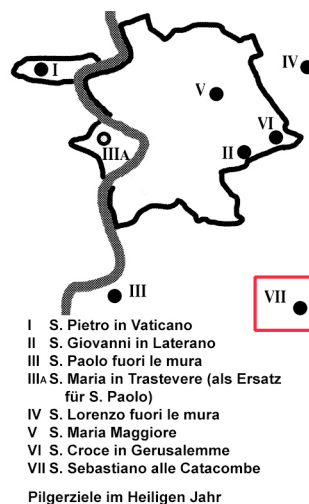 I
IV
V
VI
IIIA
II
III
VII
I S. Pietro in Vaticano
II S. Giovanni in Laterano
III S. Paolo fuori le mura
IIIA S. Maria in Trastevere (als Ersatz
für S. Paolo)
IV S. Lorenzo fuori le mura
V S. Maria Maggiore
VI S. Croce in Gerusalemme
VII S. Sebastiano alle Catacombe
Pilgerziele im Heiligen Jahr